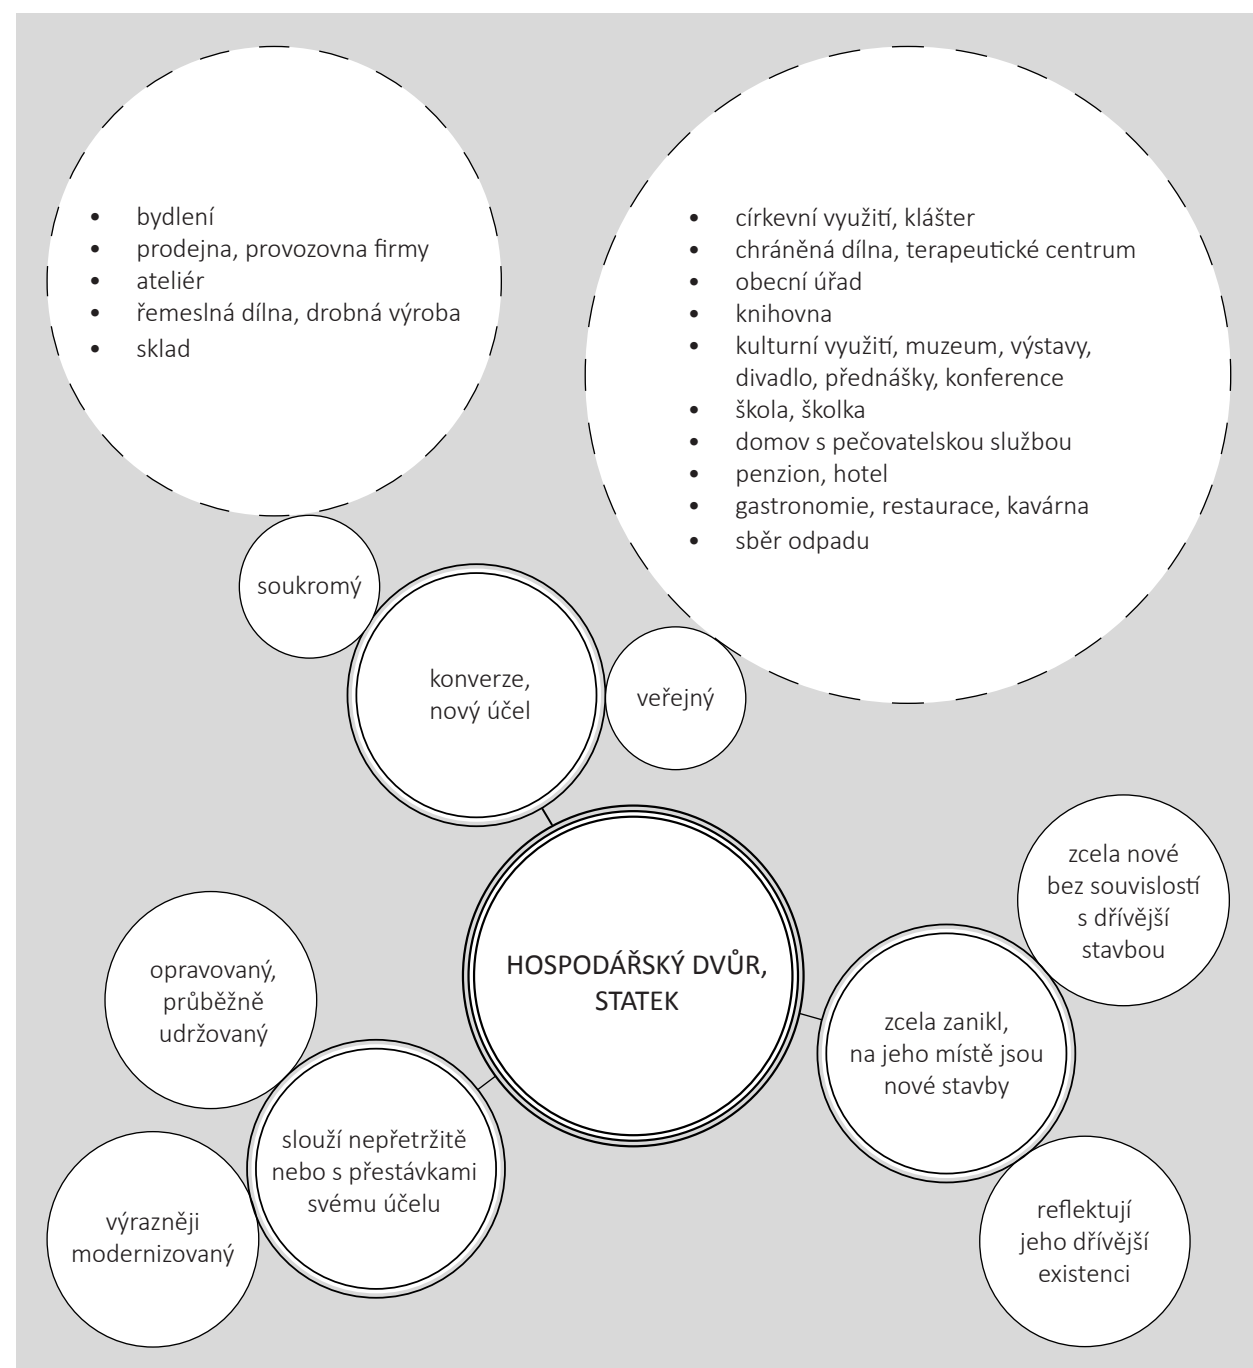 • bydlení
• prodejna, provozovna firmy
• ateliér
• řemeslná dílna, drobná výroba
• sklad
• církevní využití, klášter
• chráněná dílna, terapeutické centrum
• obecní úřad
• knihovna
• kulturní využití, muzeum, výstavy,
divadlo, přednášky, konference
• škola, školka
• domov s pečovatelskou službou
• penzion, hotel
• gastronomie, restaurace, kavárna
• sběr odpadu
soukromý
konverze,
nový účel
veřejný
HOSPODÁŘSKÝ DVŮR,
STATEK
zcela nové
bez souvislostí
s dřívější
stavbou
zcela zanikl,
na jeho místě jsou
nové stavby
reflektují
jeho dřívější
existenci
opravovaný,
průběžně
udržovaný
slouží nepřetržitě
nebo s přestávkami
svému účelu
výrazněji
modernizovaný